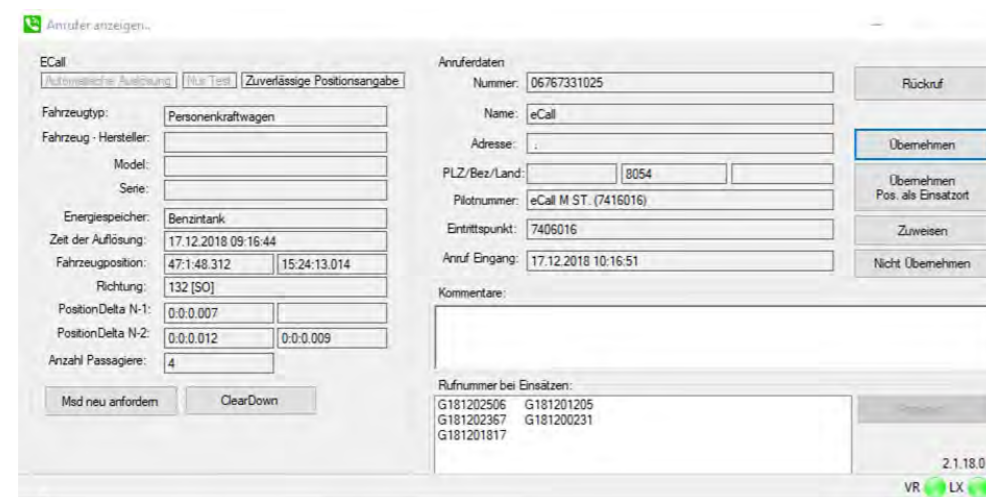 Anrufer anzeigen..
ECall
Automatische Auslösung Nur Test Zuverlässige Positionsangabe
Fahrzeugtyp: Personenkraftwagen
Fahrzeug - Hersteller:
Model:
Serie:
Energiespeicher: Benzintank
Zeit der Auflösung: 17.12.2018 09:16:44
Fahrzeugposition: 47:1:48.312 15:24:13.014
Richtung: 132 [SO]
PositionDelta N-1: 0:0:0.007
PositionDelta N-2: 0:0:0.012 0:0:0.009
Anzahl Passagiere: 4
Msd neu anfordern ClearDown
Anruferdaten
Nummer: 06767331025
Name: eCall
Adresse: .
PLZ/Bez/Land: 8054
Pilotnummer: eCall M ST. (7416016)
Eintrittspunkt: 7406016
Anruf Eingang: 17.12.2018 10:16:51
Kommentare:
Rufnummer bei Einsätzen:
G181202506 G181201205
G181202367 G181200231
G181201817
Rückruf
Übernehmen
Übernehmen
Pos. als Einsatzort
Zuweisen
Nicht Übernehmen
2.1.18.0
VR LX